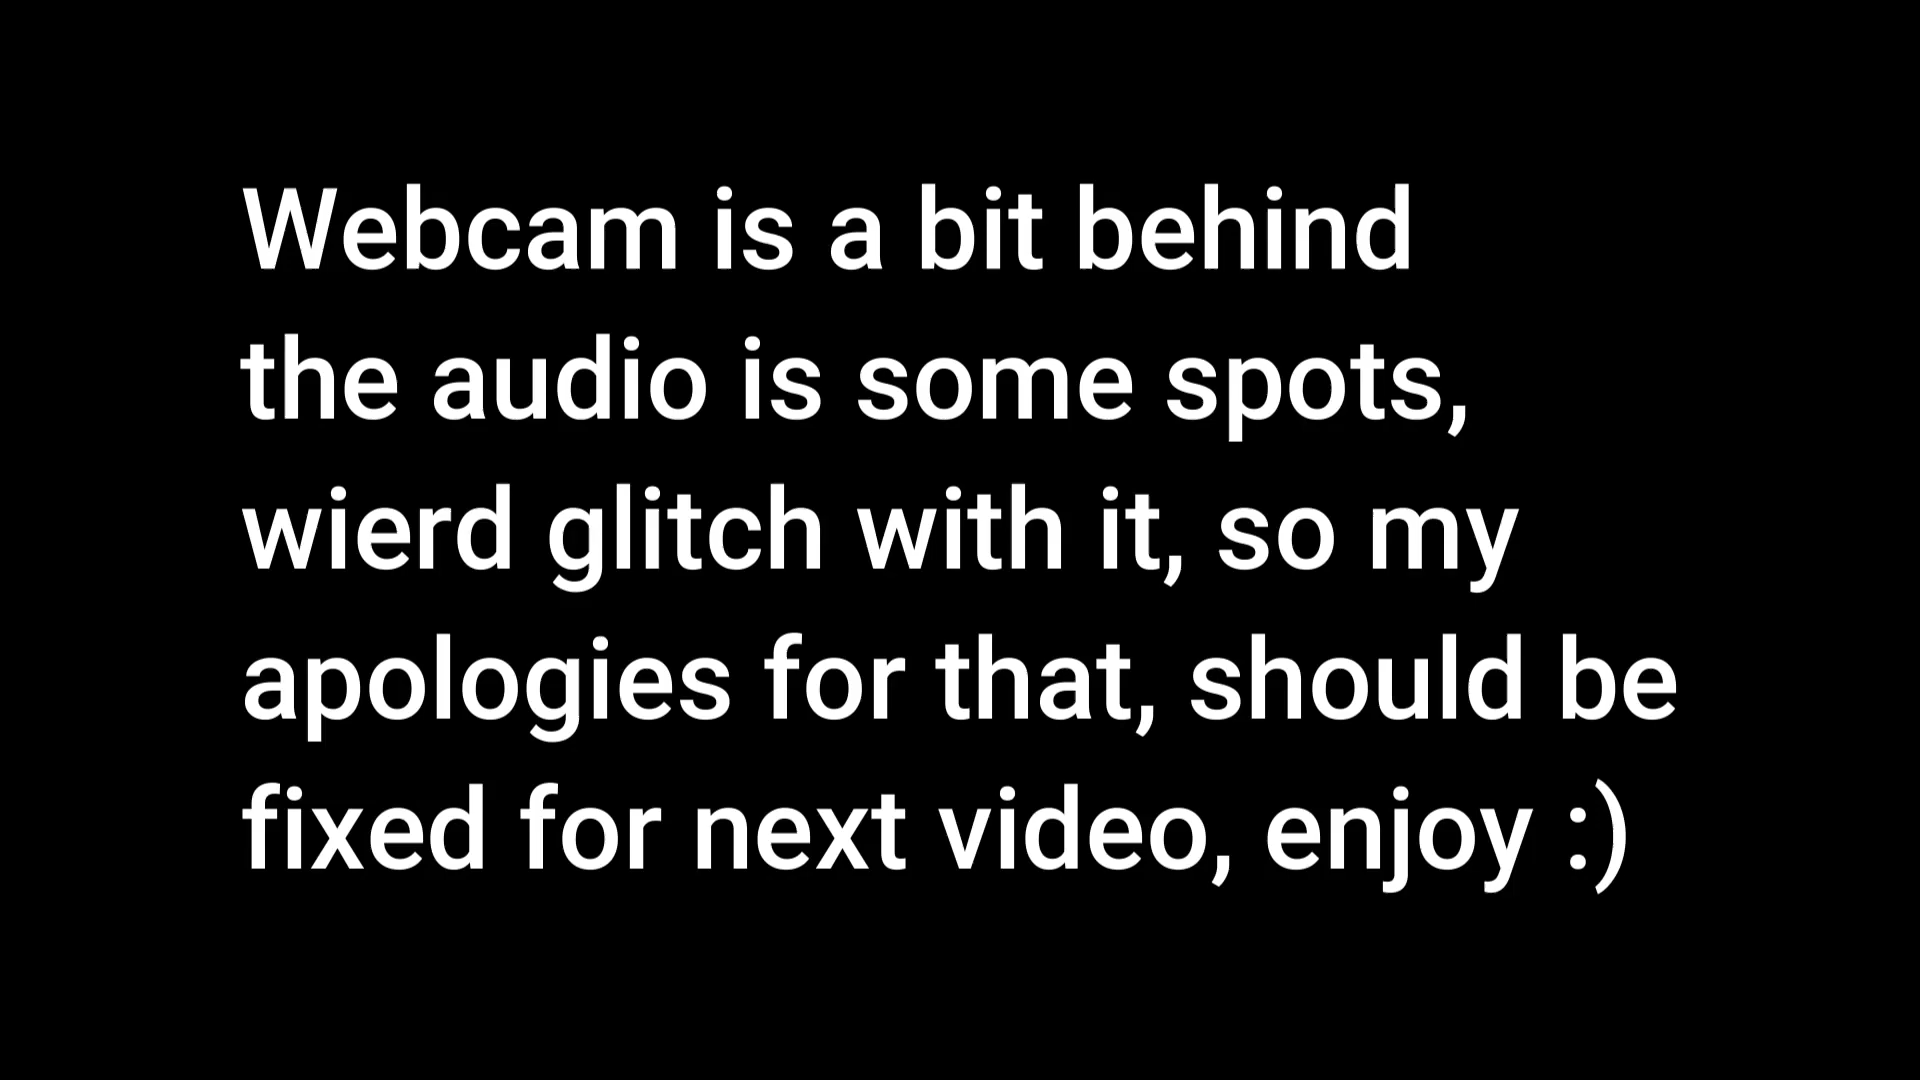 Webcam is a bit behind
the audio is some spots,
wierd glitch with it, so my
apologies for that, should be
fixed for next video, enjoy :)